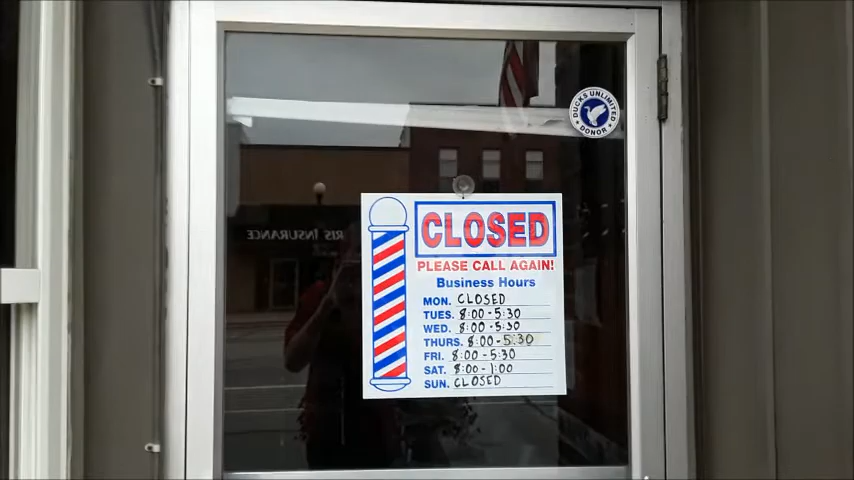 DUCKS UNLIMITED
DONOR
CLOSED
PLEASE CALL AGAIN!
Business Hours
MON. CLOSED
TUES. 8:00 - 5:30
WED. 8:00 - 5:30
THURS. 8:00 - 5:30
FRI. 8:00 - 5:30
SAT. 8:00 - 1:00
SUN. CLOSED
RIS INSURANCE